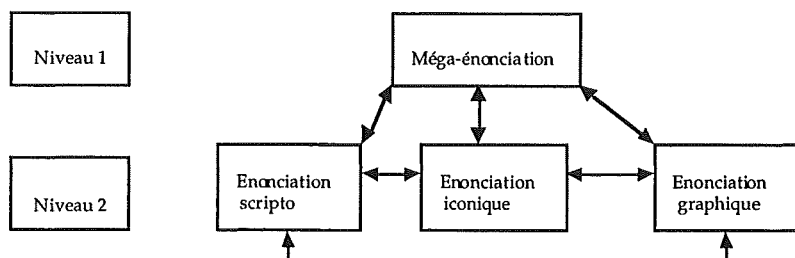 Niveau 1
Méga-énonciation
Niveau 2
Enonciation
scripto
Enonciation
iconique
Enonciation
graphique